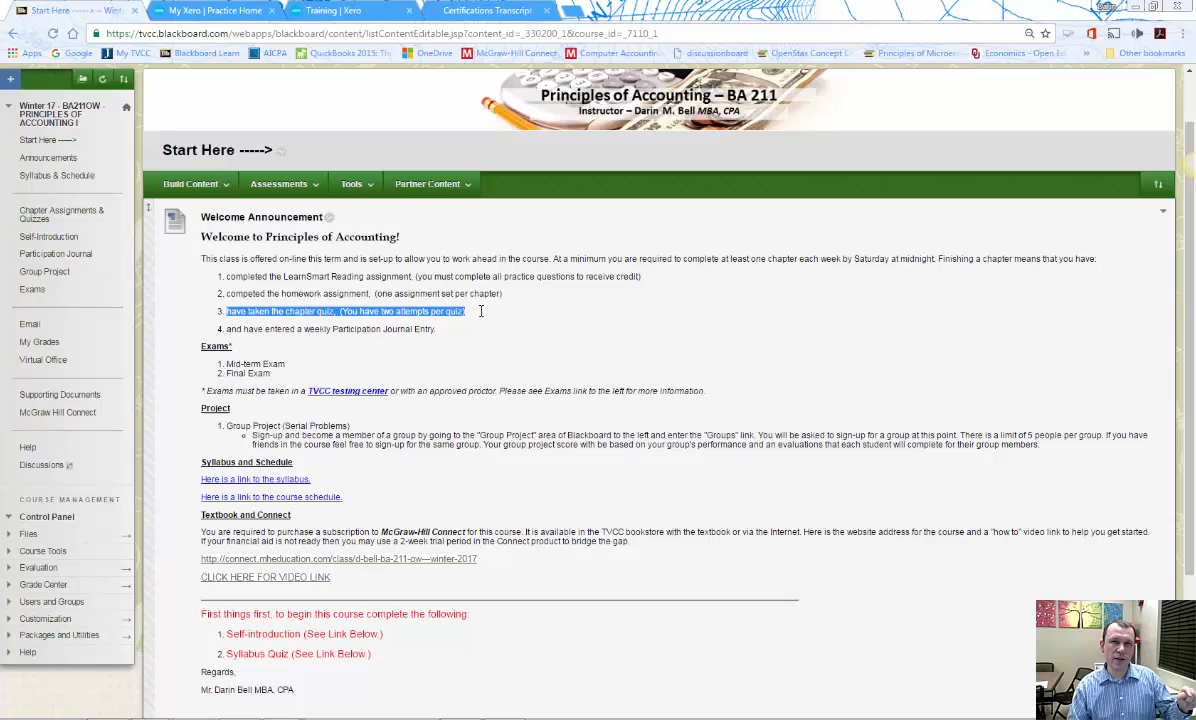 Start Here -- Wint
My Xero | Practice Home
Training | Xero
Certifications Transcript
Darin
https://tvcc.blackboard.com/webapps/blackboard/content/listContentEditable.jsp?content_id=_330200_1&course_id=_7110_1
Apps
Google
My TVCC
Blackboard Learn
AICPA
QuickBooks 2015: Th
OneDrive
McGraw-Hill Connect
Computer Accounting
discussionboard
OpenStax Concept C
Principles of Microec
Economics - Open Ed
Other bookmarks
Winter 17 - BA211OW -
PRINCIPLES OF
ACCOUNTING I
Start Here ----->
Announcements
Syllabus & Schedule
Chapter Assignments &
Quizzes
Self-Introduction
Participation Journal
Group Project
Exams
Email
My Grades
Virtual Office
Supporting Documents
McGraw Hill Connect
Help
Discussions
COURSE MANAGEMENT
Control Panel
Files
Course Tools
Evaluation
Grade Center
Users and Groups
Customization
Packages and Utilities
Help
Principles of Accounting – BA 211
Instructor - Darin M. Bell MBA, CPA
Start Here ----->
Build Content
Assessments
Tools
Partner Content
Welcome Announcement
Welcome to Principles of Accounting!
This class is offered on-line this term and is set-up to allow you to work ahead in the course. At a minimum you are required to complete at least one chapter each week by Saturday at midnight. Finishing a chapter means that you have:
1. completed the LearnSmart Reading assignment, (you must complete all practice questions to receive credit)
2. competed the homework assignment, (one assignment set per chapter)
3. have taken the chapter quiz, (You have two attempts per quiz)
4. and have entered a weekly Participation Journal Entry.
Exams*
1. Mid-term Exam
2. Final Exam
* Exams must be taken in a TVCC testing center or with an approved proctor. Please see Exams link to the left for more information.
Project
1. Group Project (Serial Problems)
Sign-up and become a member of a group by going to the "Group Project" area of Blackboard to the left and enter the "Groups" link. You will be asked to sign-up for a group at this point. There is a limit of 5 people per group. If you have
friends in the course feel free to sign-up for the same group. Your group project score with be based on your group's performance and an evaluations that each student will complete for their group members.
Syllabus and Schedule
Here is a link to the syllabus.
Here is a link to the course schedule.
Textbook and Connect
You are required to purchase a subscription to McGraw-Hill Connect for this course. It is available in the TVCC bookstore with the textbook or via the Internet. Here is the website address for the course and a "how to" video link to help you get started.
If your financial aid is not ready then you may use a 2-week trial period in the Connect product to bridge the gap.
http://connect.mheducation.com/class/d-bell-ba-211-ow---winter-2017
CLICK HERE FOR VIDEO LINK
First things first, to begin this course complete the following:
1. Self-introduction (See Link Below.)
2. Syllabus Quiz (See Link Below.)
Regards,
Mr. Darin Bell MBA, CPA